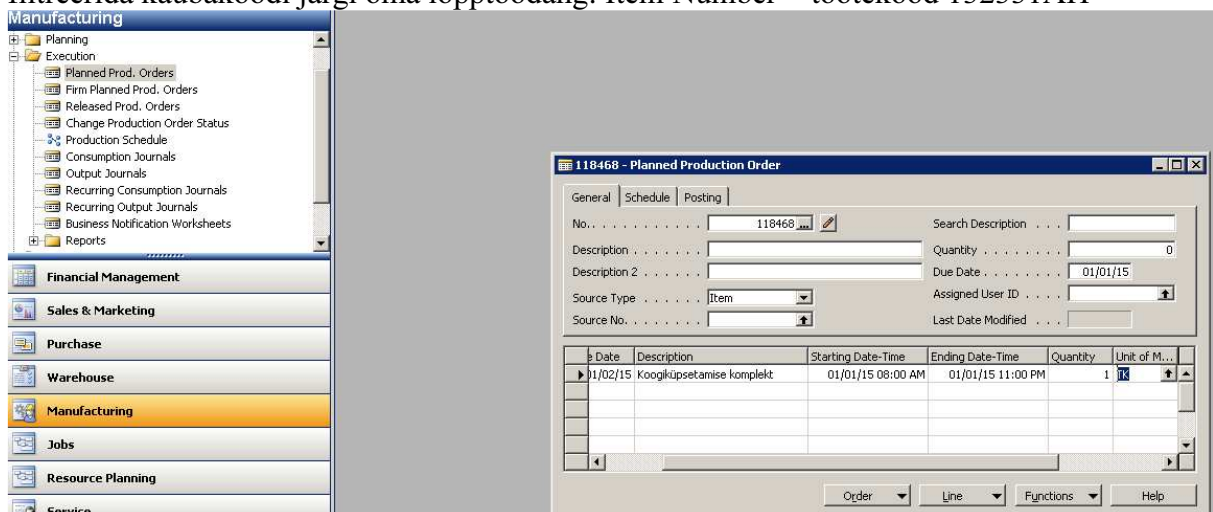 Manufacturing
Planning
Execution
Planned Prod. Orders
Firm Planned Prod. Orders
Released Prod. Orders
Change Production Order Status
Production Schedule
Consumption Journals
Output Journals
Recurring Consumption Journals
Recurring Output Journals
Business Notification Worksheets
Reports
Financial Management
Sales & Marketing
Purchase
Warehouse
Manufacturing
Jobs
Resource Planning
Service
118468 - Planned Production Order
General Schedule Posting
No. . . . . . . . . . . . 118468 ... Search Description . . .
Description . . . . . . . Quantity . . . . . . . . 0
Description 2 . . . . . . Due Date . . . . . . . . 01/01/15
Source Type . . . . . . Item Assigned User ID . . . .
Source No. . . . . . . . Last Date Modified . . .
e Date Description Starting Date-Time Ending Date-Time Quantity Unit of M...
01/02/15 Koogiküpsetamise komplekt 01/01/15 08:00 AM 01/01/15 11:00 PM 1 TK
Order Line Functions Help